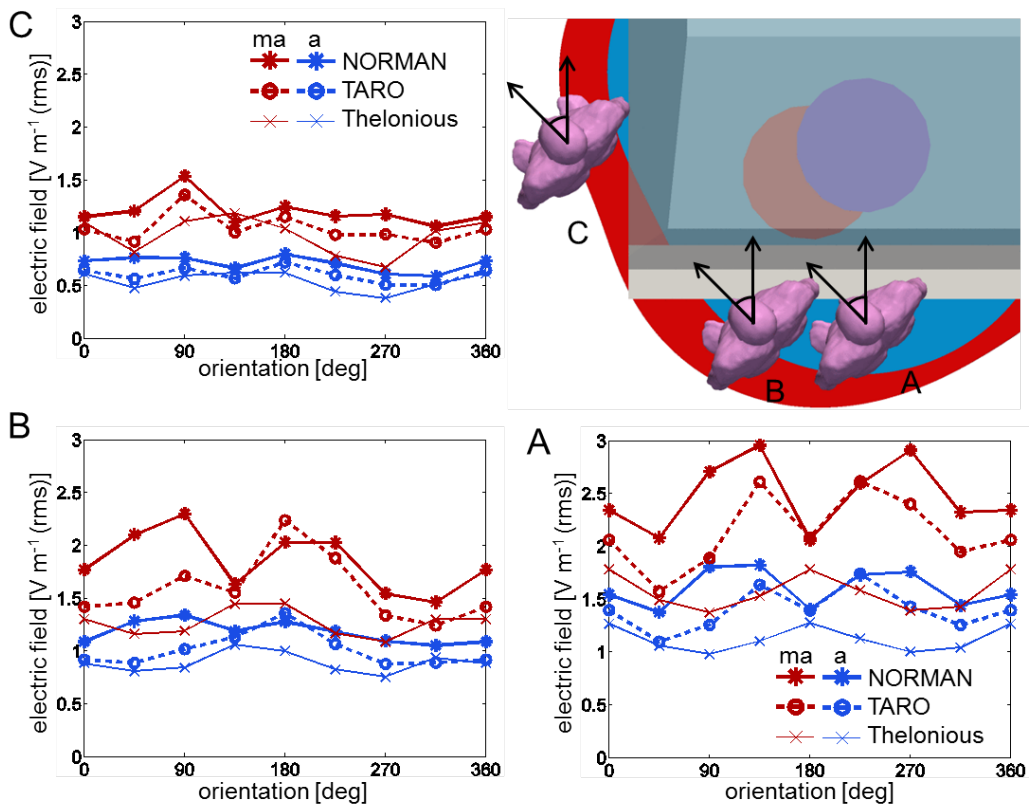 C
electric field [V m⁻¹ (rms)]
3
2.5
2
1.5
1
0.5
0
ma a
NORMAN
TARO
Thelonious
0 90 180 270 360
orientation [deg]
C
B
A
B
electric field [V m⁻¹ (rms)]
3
2.5
2
1.5
1
0.5
0
0 90 180 270 360
orientation [deg]
A
electric field [V m⁻¹ (rms)]
3
2.5
2
1.5
1
0.5
0
ma a
NORMAN
TARO
Thelonious
0 90 180 270 360
orientation [deg]